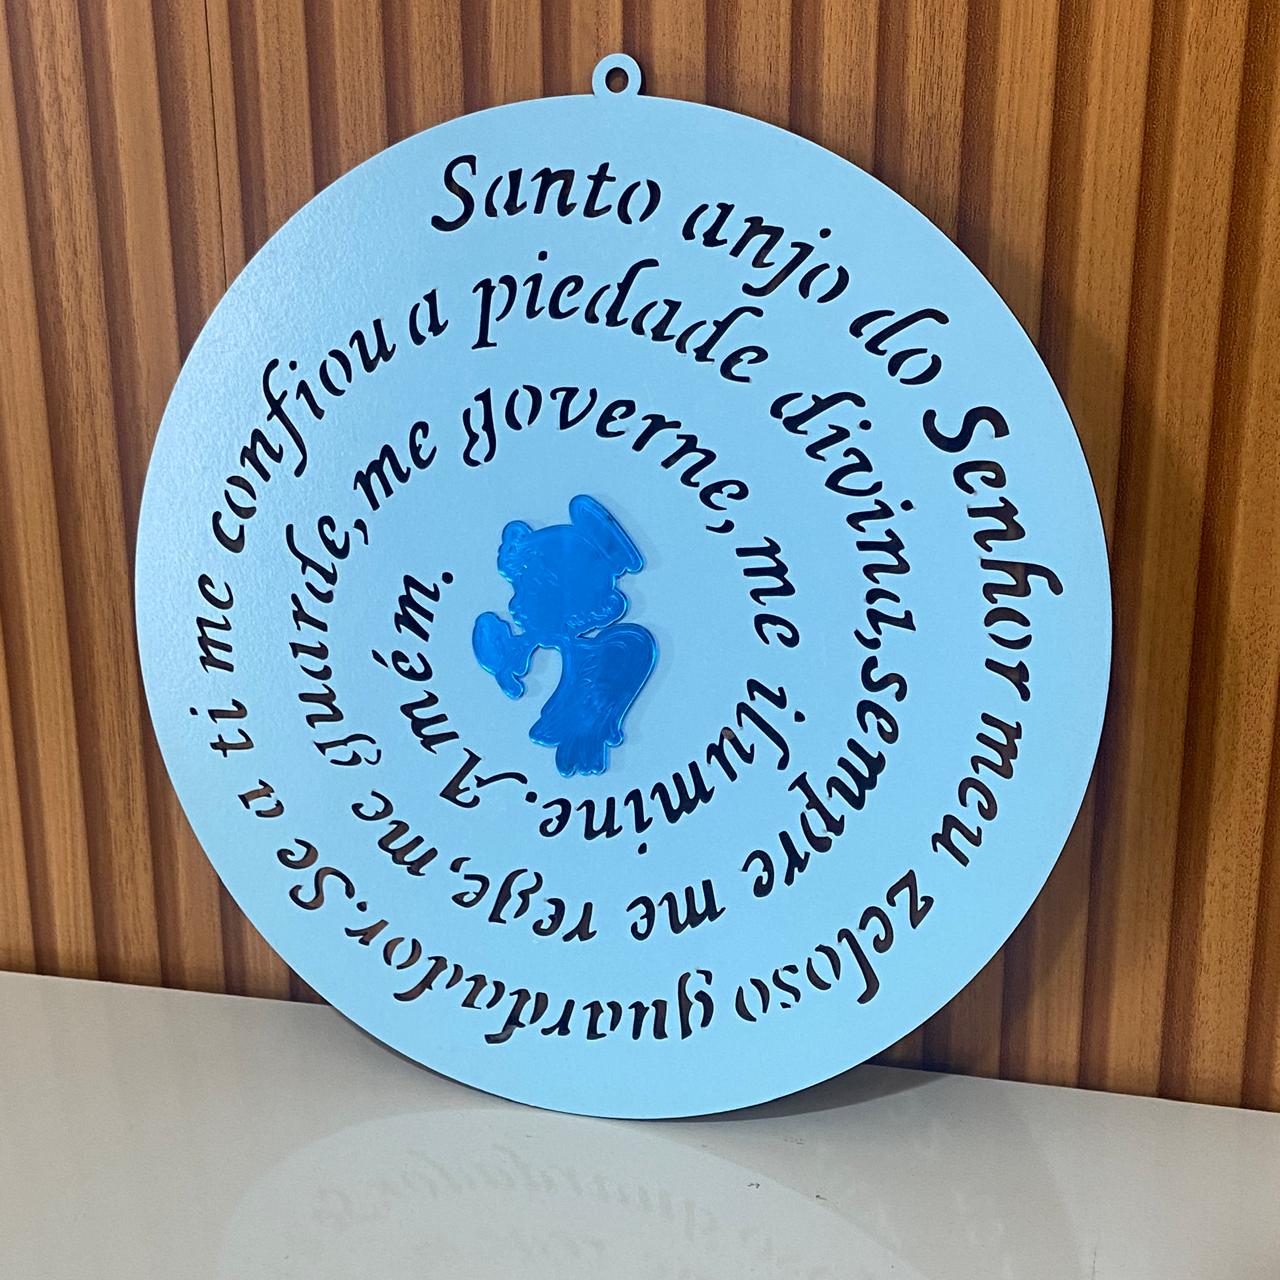 Santo anjo do Senhor meu zeloso guardador. Se a ti me confiou a piedade divina, sempre me rege, me guarde, me governe, me ilumine. Amém.